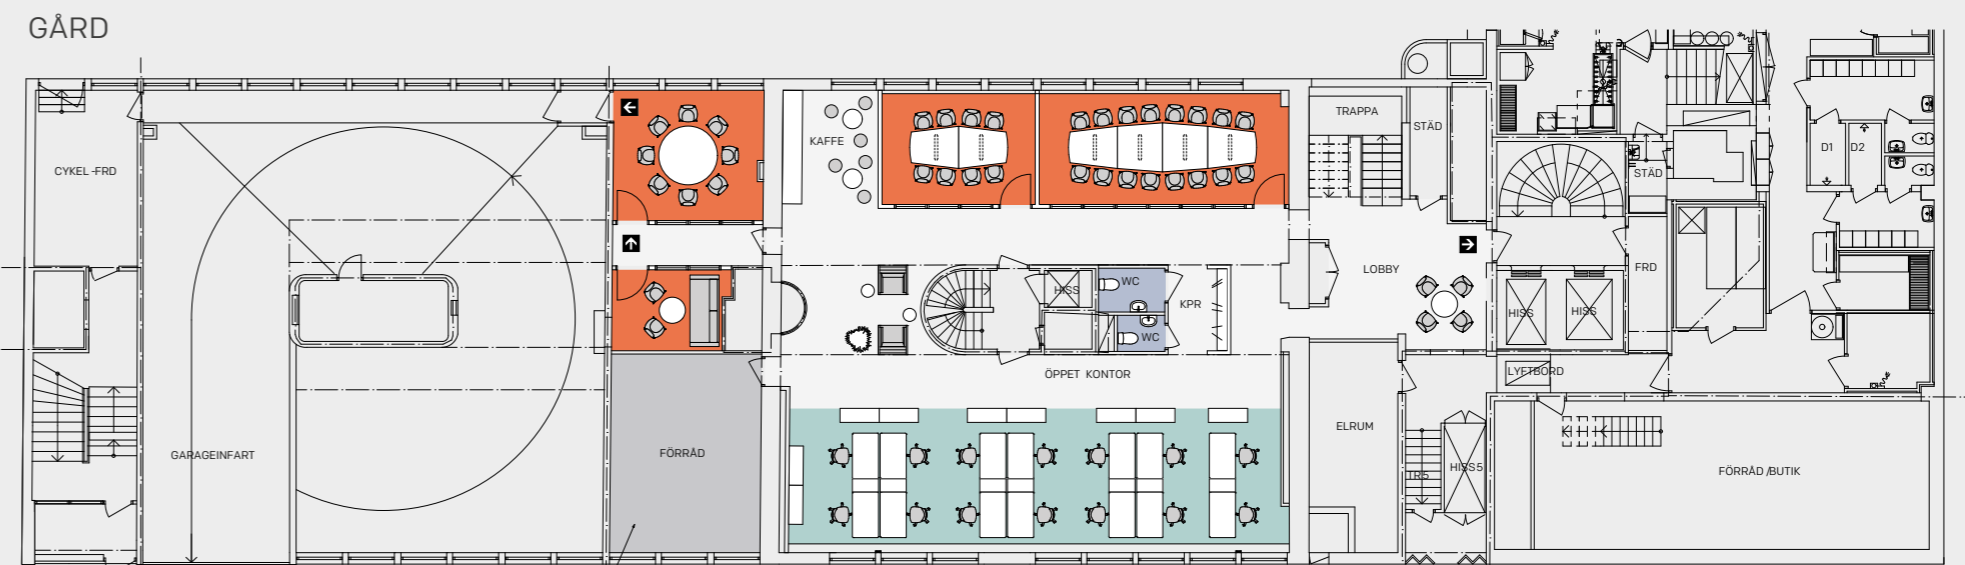 GÅRD
TRAPPA
STÄD
KAFFE
D1
D2
CYKEL-FRD
STÄD
LOBBY
FRD
WC
HISS
KPR
HISS
HISS
WC
ÖPPET KONTOR
LYFTBORD
ELRUM
GARAGEINFART
FÖRRÅD
HISS5
FÖRRÅD/BUTIK
TR5